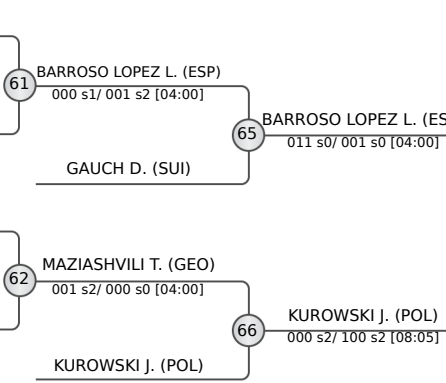 61
BARROSO LOPEZ L. (ESP)
000 s1/ 001 s2 [04:00]
65
BARROSO LOPEZ L. (ES
011 s0/ 001 s0 [04:00]
GAUCH D. (SUI)
62
MAZIASHVILI T. (GEO)
001 s2/ 000 s0 [04:00]
66
KUROWSKI J. (POL)
000 s2/ 100 s2 [08:05]
KUROWSKI J. (POL)